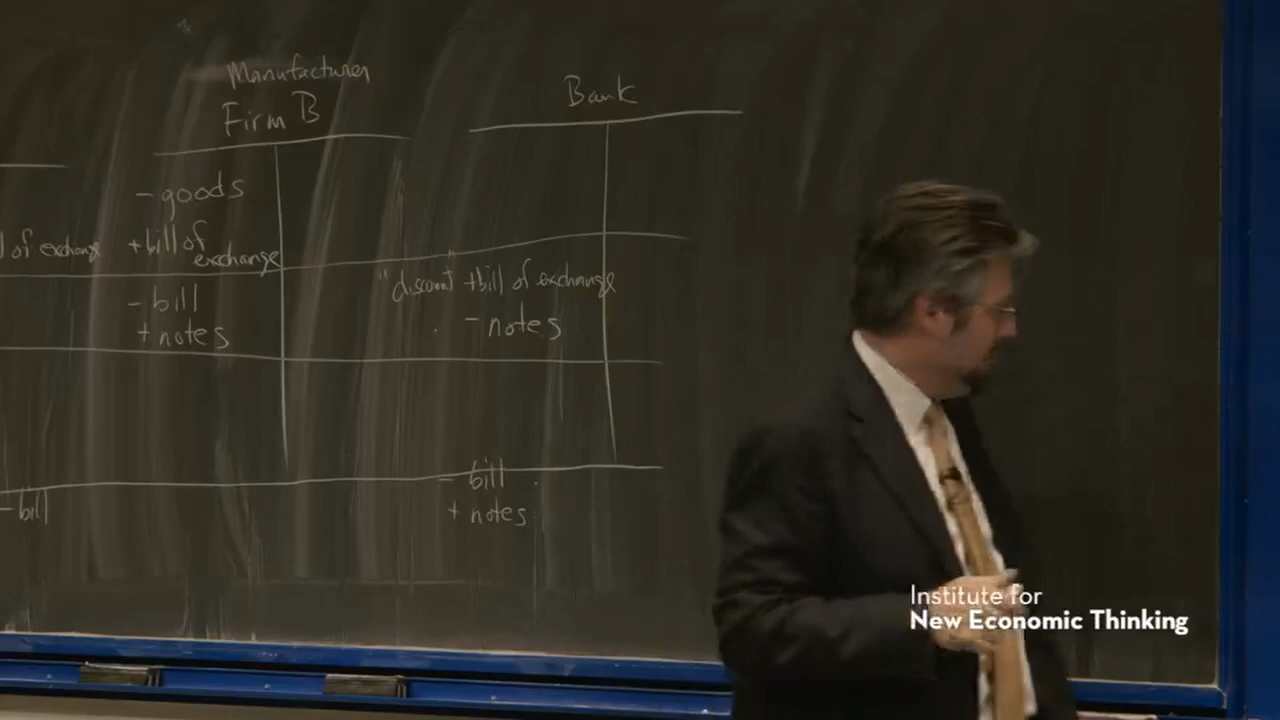 Manufacturer
Firm B
Bank
- goods
l of exchange
+bill of
exchange
"discount" +bill of exchange
- bill
+ notes
- notes
- bill
+ notes
- bill
Institute for
New Economic Thinking